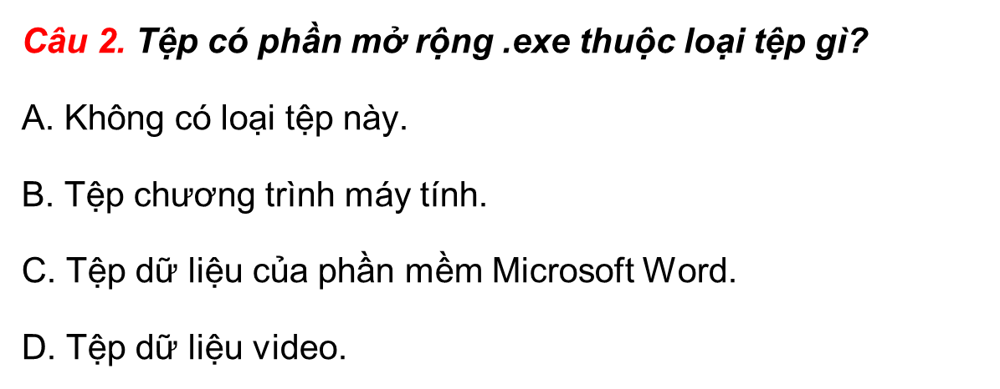 Câu 2. Tệp có phần mở rộng .exe thuộc loại tệp gì?
A. Không có loại tệp này.
B. Tệp chương trình máy tính.
C. Tệp dữ liệu của phần mềm Microsoft Word.
D. Tệp dữ liệu video.